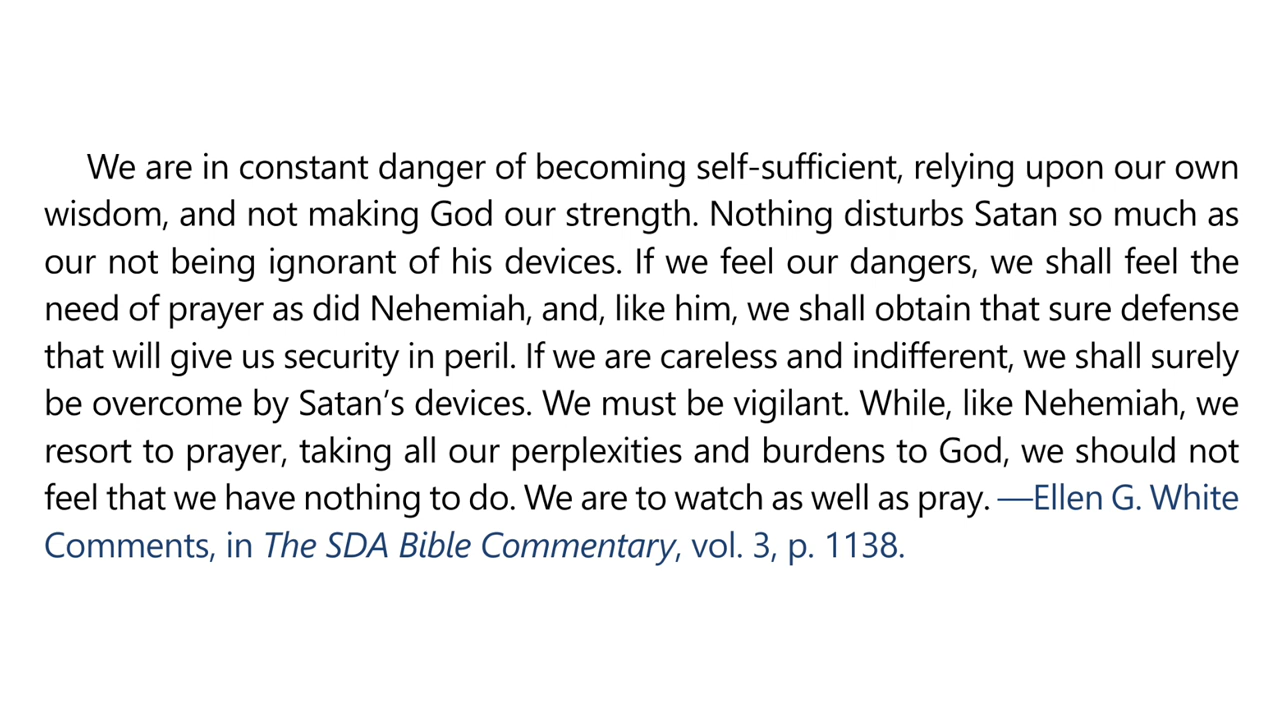 We are in constant danger of becoming self-sufficient, relying upon our own
wisdom, and not making God our strength. Nothing disturbs Satan so much as
our not being ignorant of his devices. If we feel our dangers, we shall feel the
need of prayer as did Nehemiah, and, like him, we shall obtain that sure defense
that will give us security in peril. If we are careless and indifferent, we shall surely
be overcome by Satan’s devices. We must be vigilant. While, like Nehemiah, we
resort to prayer, taking all our perplexities and burdens to God, we should not
feel that we have nothing to do. We are to watch as well as pray. —Ellen G. White
Comments, in The SDA Bible Commentary, vol. 3, p. 1138.